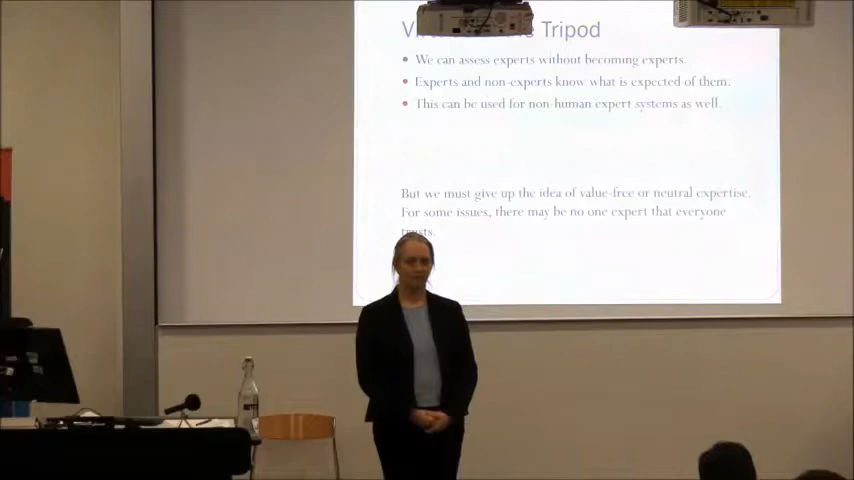 Tripod
• We can assess experts without becoming experts.
• Experts and non-experts know what is expected of them.
• This can be used for non-human expert systems as well.
But we must give up the idea of value-free or neutral expertise.
For some issues, there may be no one expert that everyone
trusts.